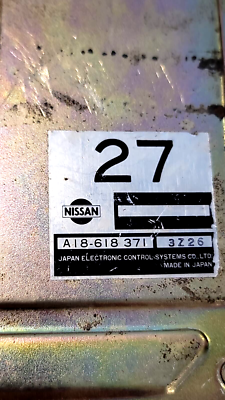 27
NISSAN
A18-618 371 3Z26
JAPAN ELECTRONIC CONTROL-SYSTEMS CO.,LTD.
MADE IN JAPAN